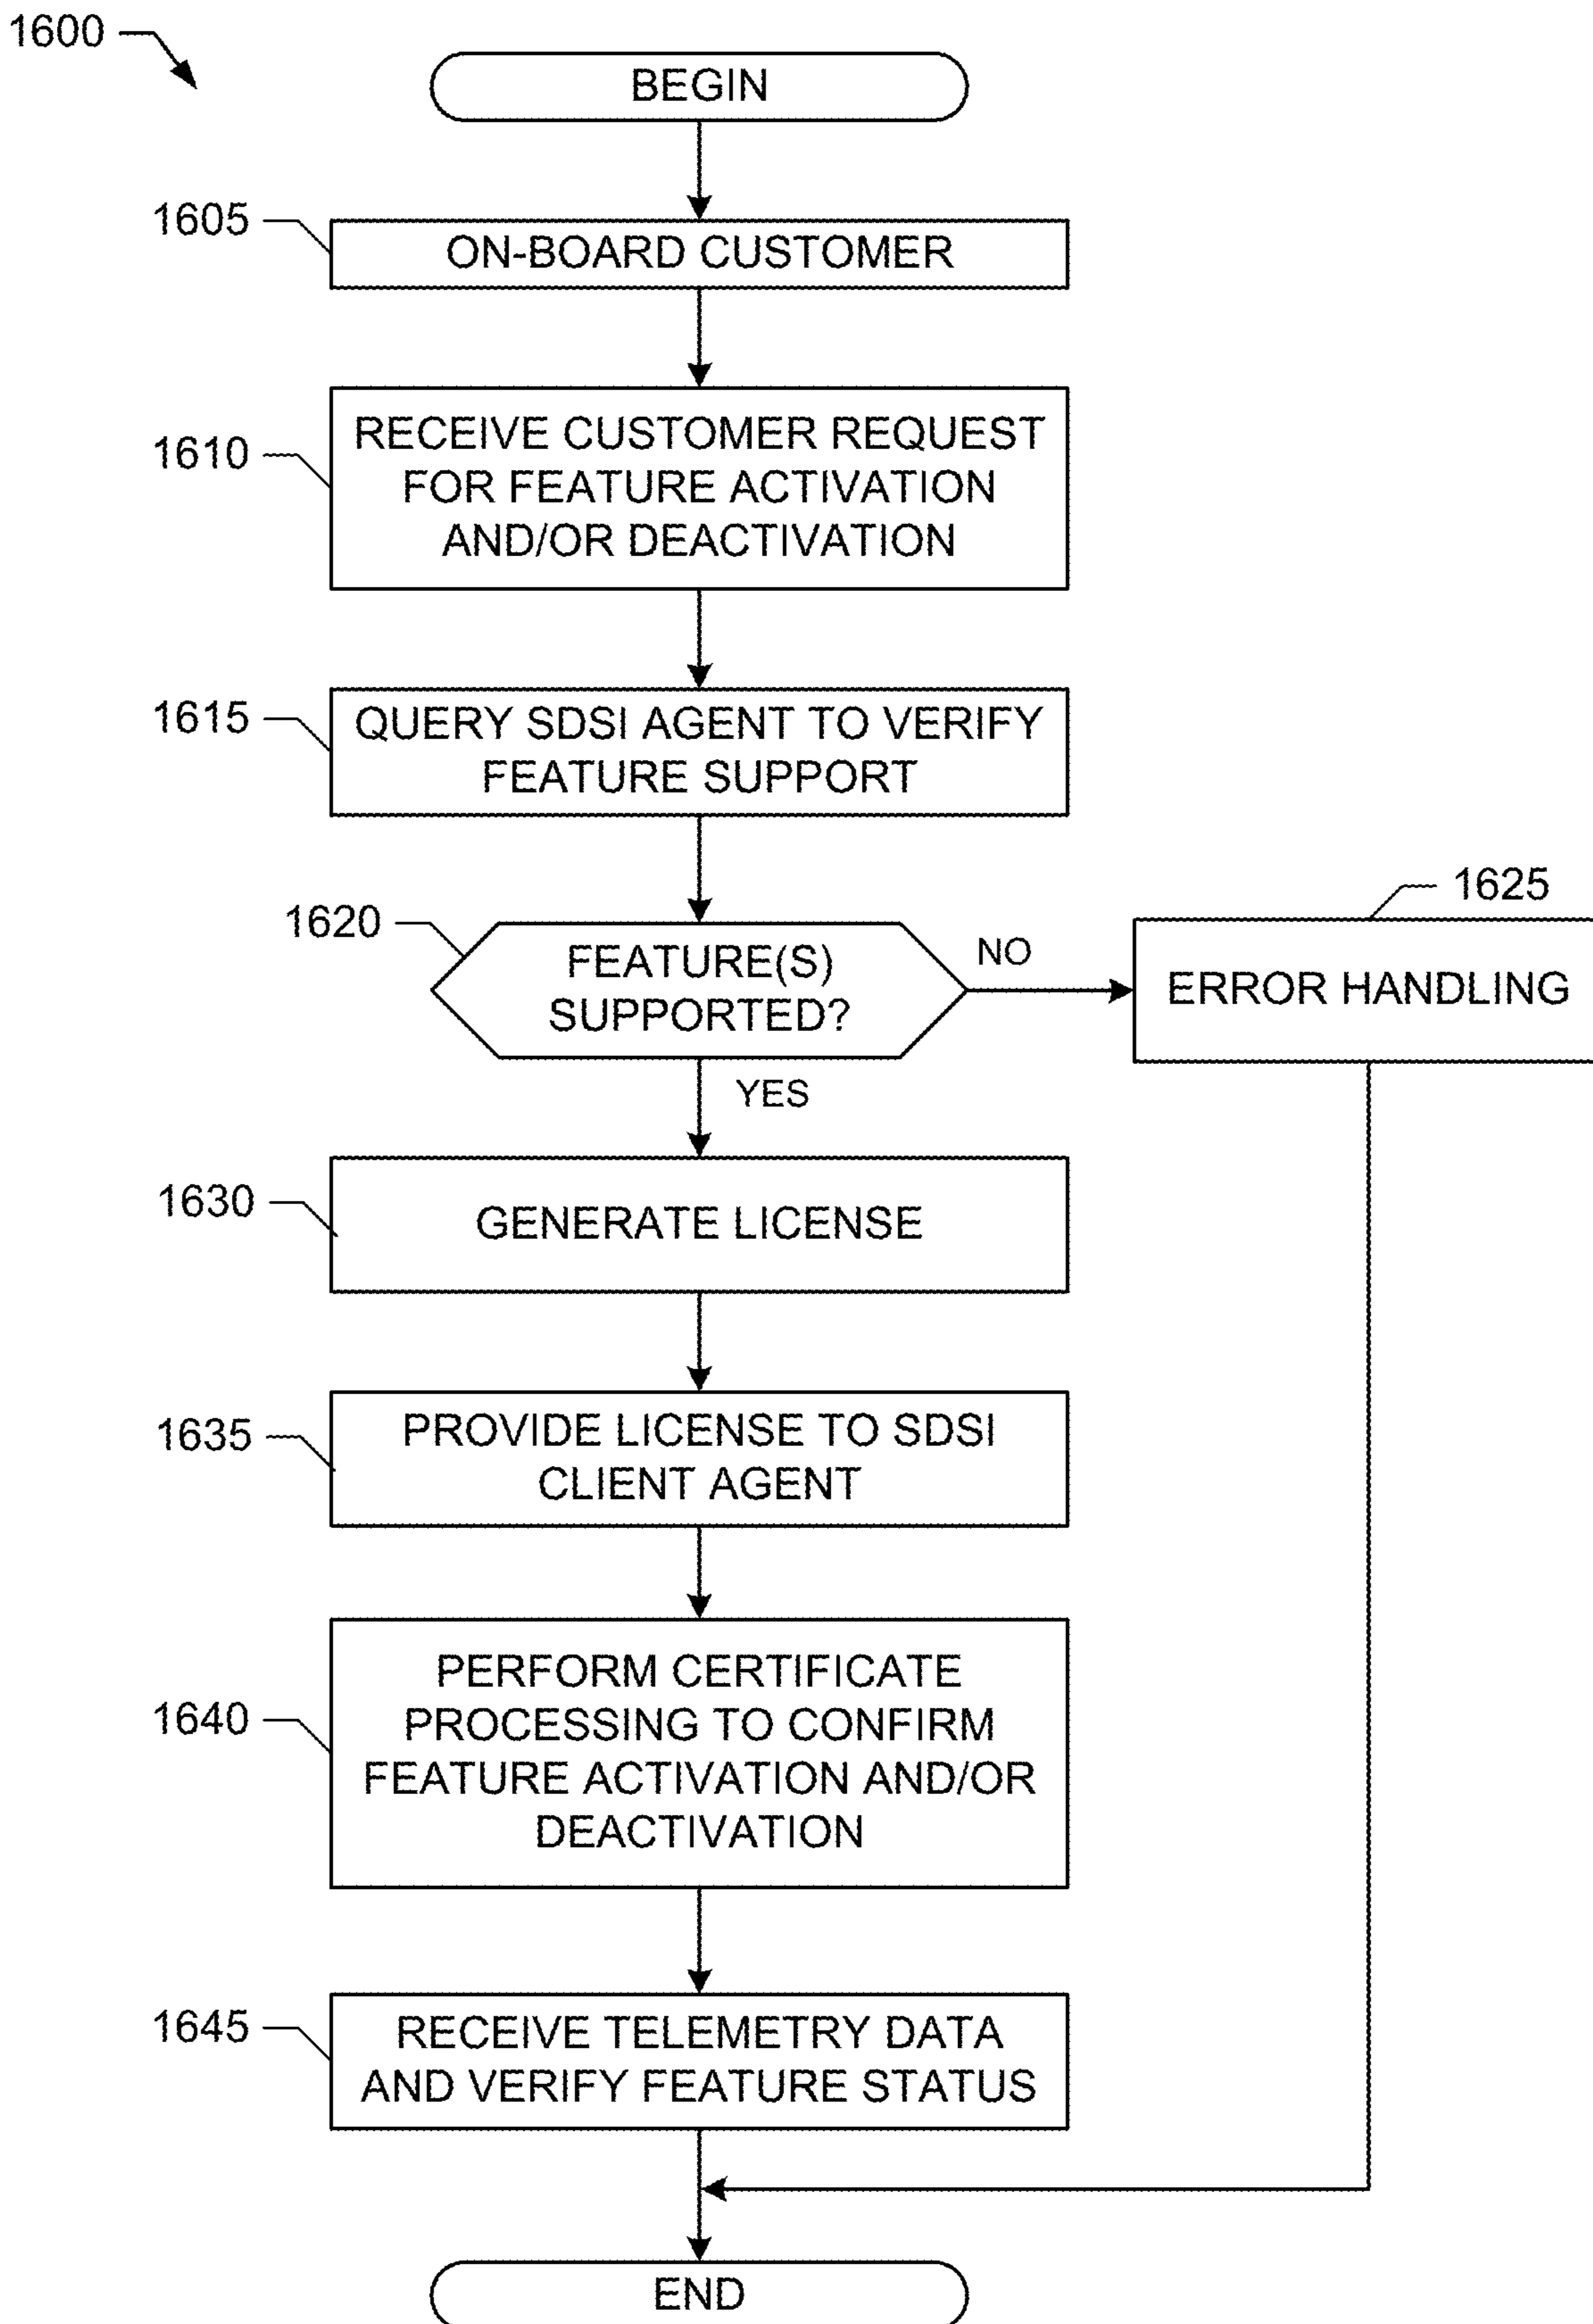 1600
BEGIN
1605
ON-BOARD CUSTOMER
1610
RECEIVE CUSTOMER REQUEST
FOR FEATURE ACTIVATION
AND/OR DEACTIVATION
1615
QUERY SDSI AGENT TO VERIFY
FEATURE SUPPORT
1620
FEATURE(S)
SUPPORTED?
NO
1625
ERROR HANDLING
YES
1630
GENERATE LICENSE
1635
PROVIDE LICENSE TO SDSI
CLIENT AGENT
1640
PERFORM CERTIFICATE
PROCESSING TO CONFIRM
FEATURE ACTIVATION AND/OR
DEACTIVATION
1645
RECEIVE TELEMETRY DATA
AND VERIFY FEATURE STATUS
END